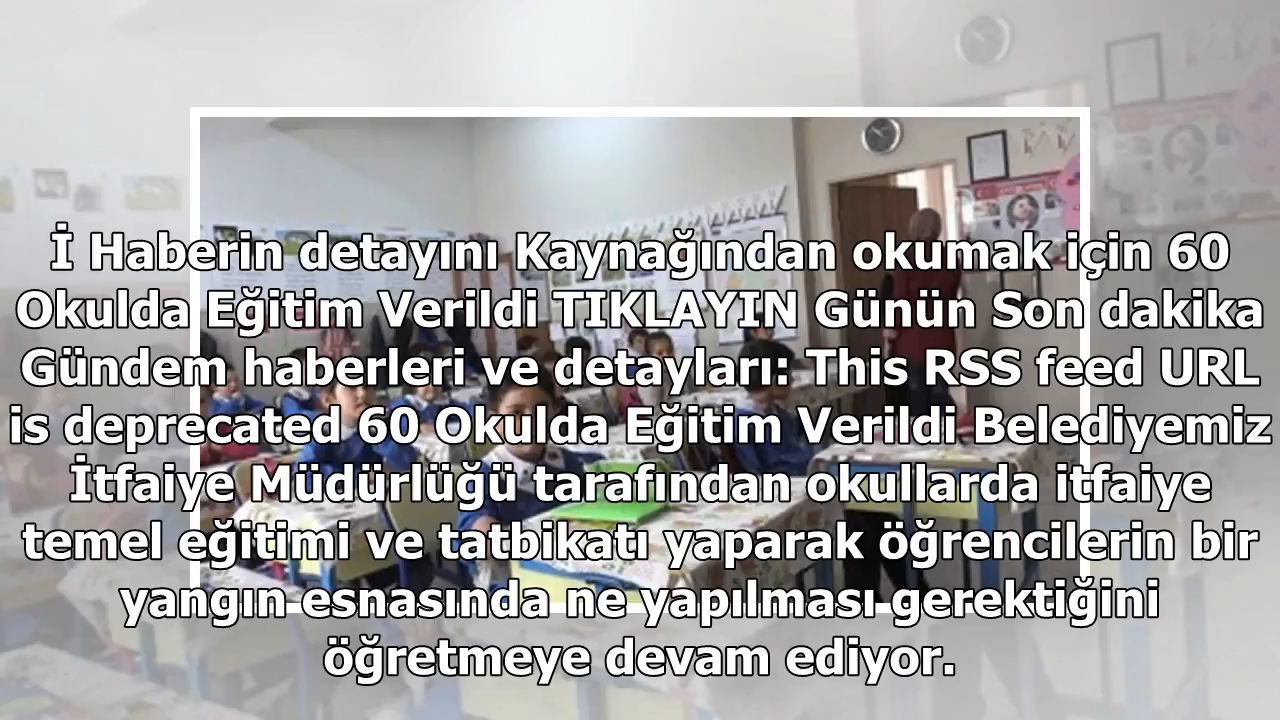 İ Haberin detayını Kaynağından okumak için 60
Okulda Eğitim Verildi TIKLAYIN Günün Son dakika
Gündem haberleri ve detayları: This RSS feed URL
is deprecated 60 Okulda Eğitim Verildi Belediyemiz
İtfaiye Müdürlüğü tarafından okullarda itfaiye
temel eğitimi ve tatbikatı yaparak öğrencilerin bir
yangın esnasında ne yapılması gerektiğini
öğretmeye devam ediyor.